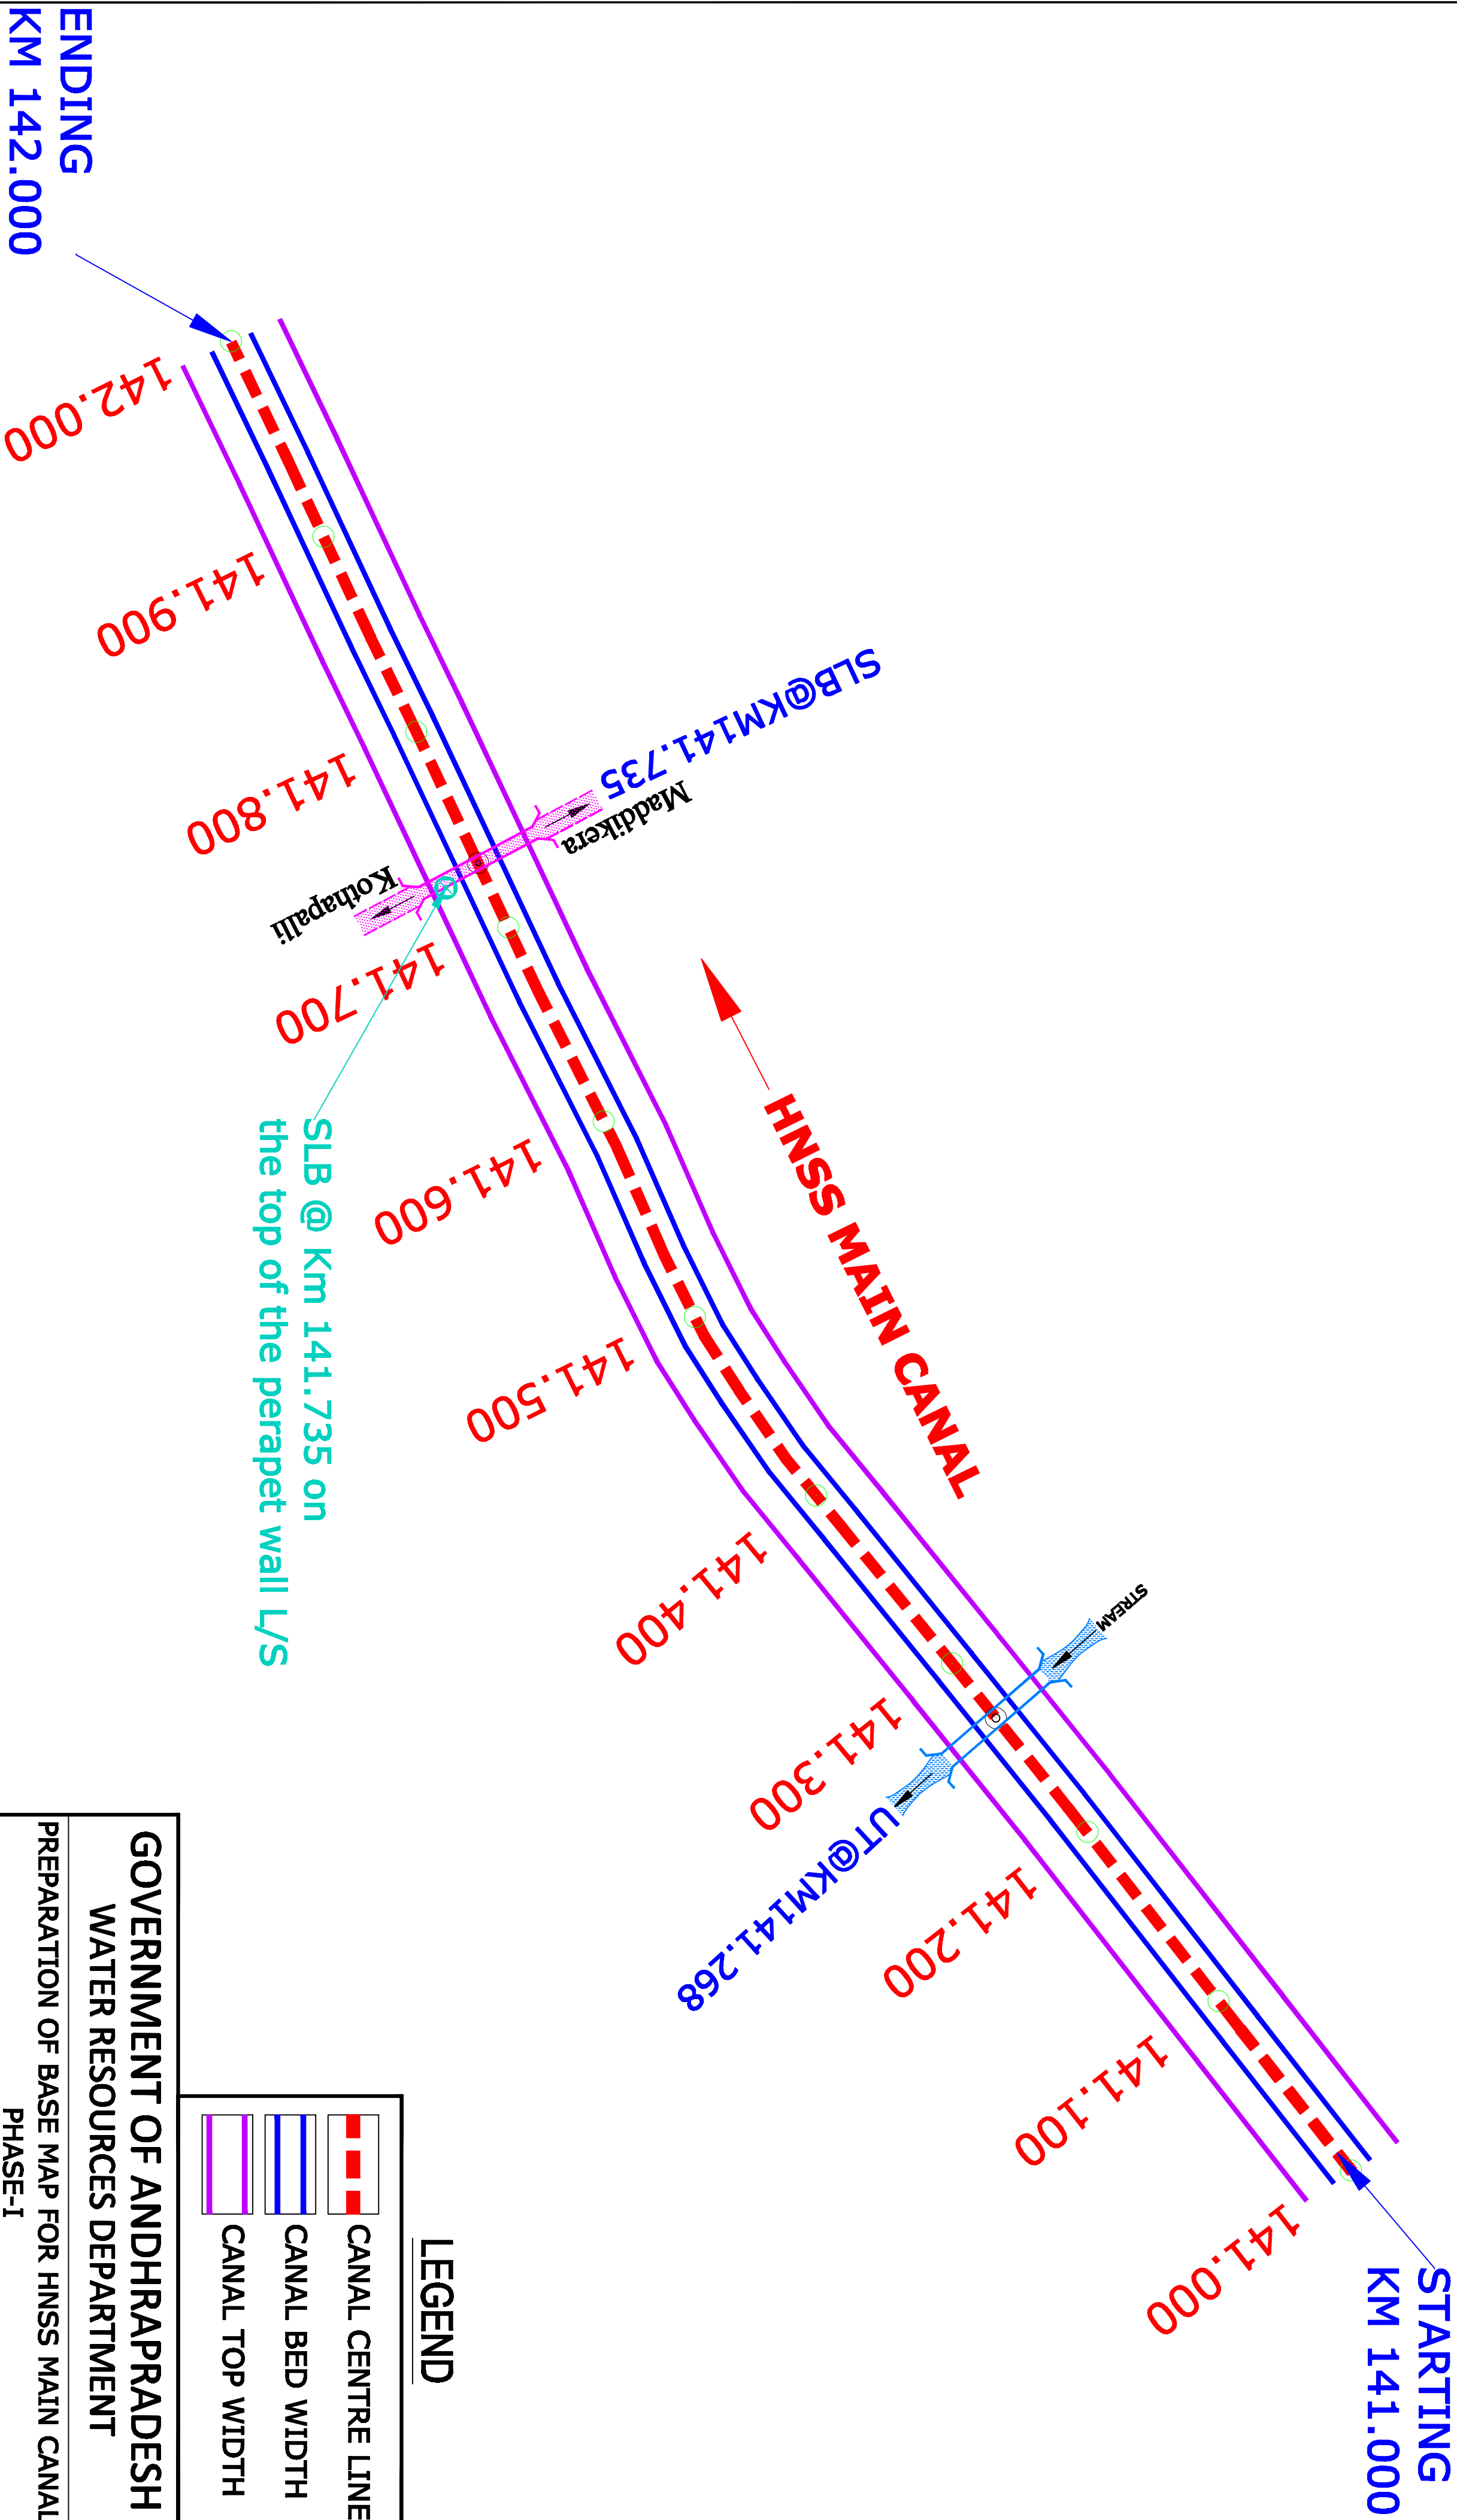 ENDING
KM 142.000
142.000
141.900
141.800
141.700
141.600
141.500
141.400
141.300
141.200
141.100
141.000
SLB@KM141.735
Maddikera
Kothapalli
SLB @ Km 141.735 on
the top of the perapet wall L/S
HNSS MAIN CANAL
STREAM
UT@KM141.268
STARTING
KM 141.000
LEGEND
CANAL CENTRE LINE
CANAL BED WIDTH
CANAL TOP WIDTH
GOVERNMENT OF ANDHRAPRADESH
WATER RESOURCES DEPARTMENT
PREPARATION OF BASE MAP FOR HNSS MAIN CANAL
PHASE-I